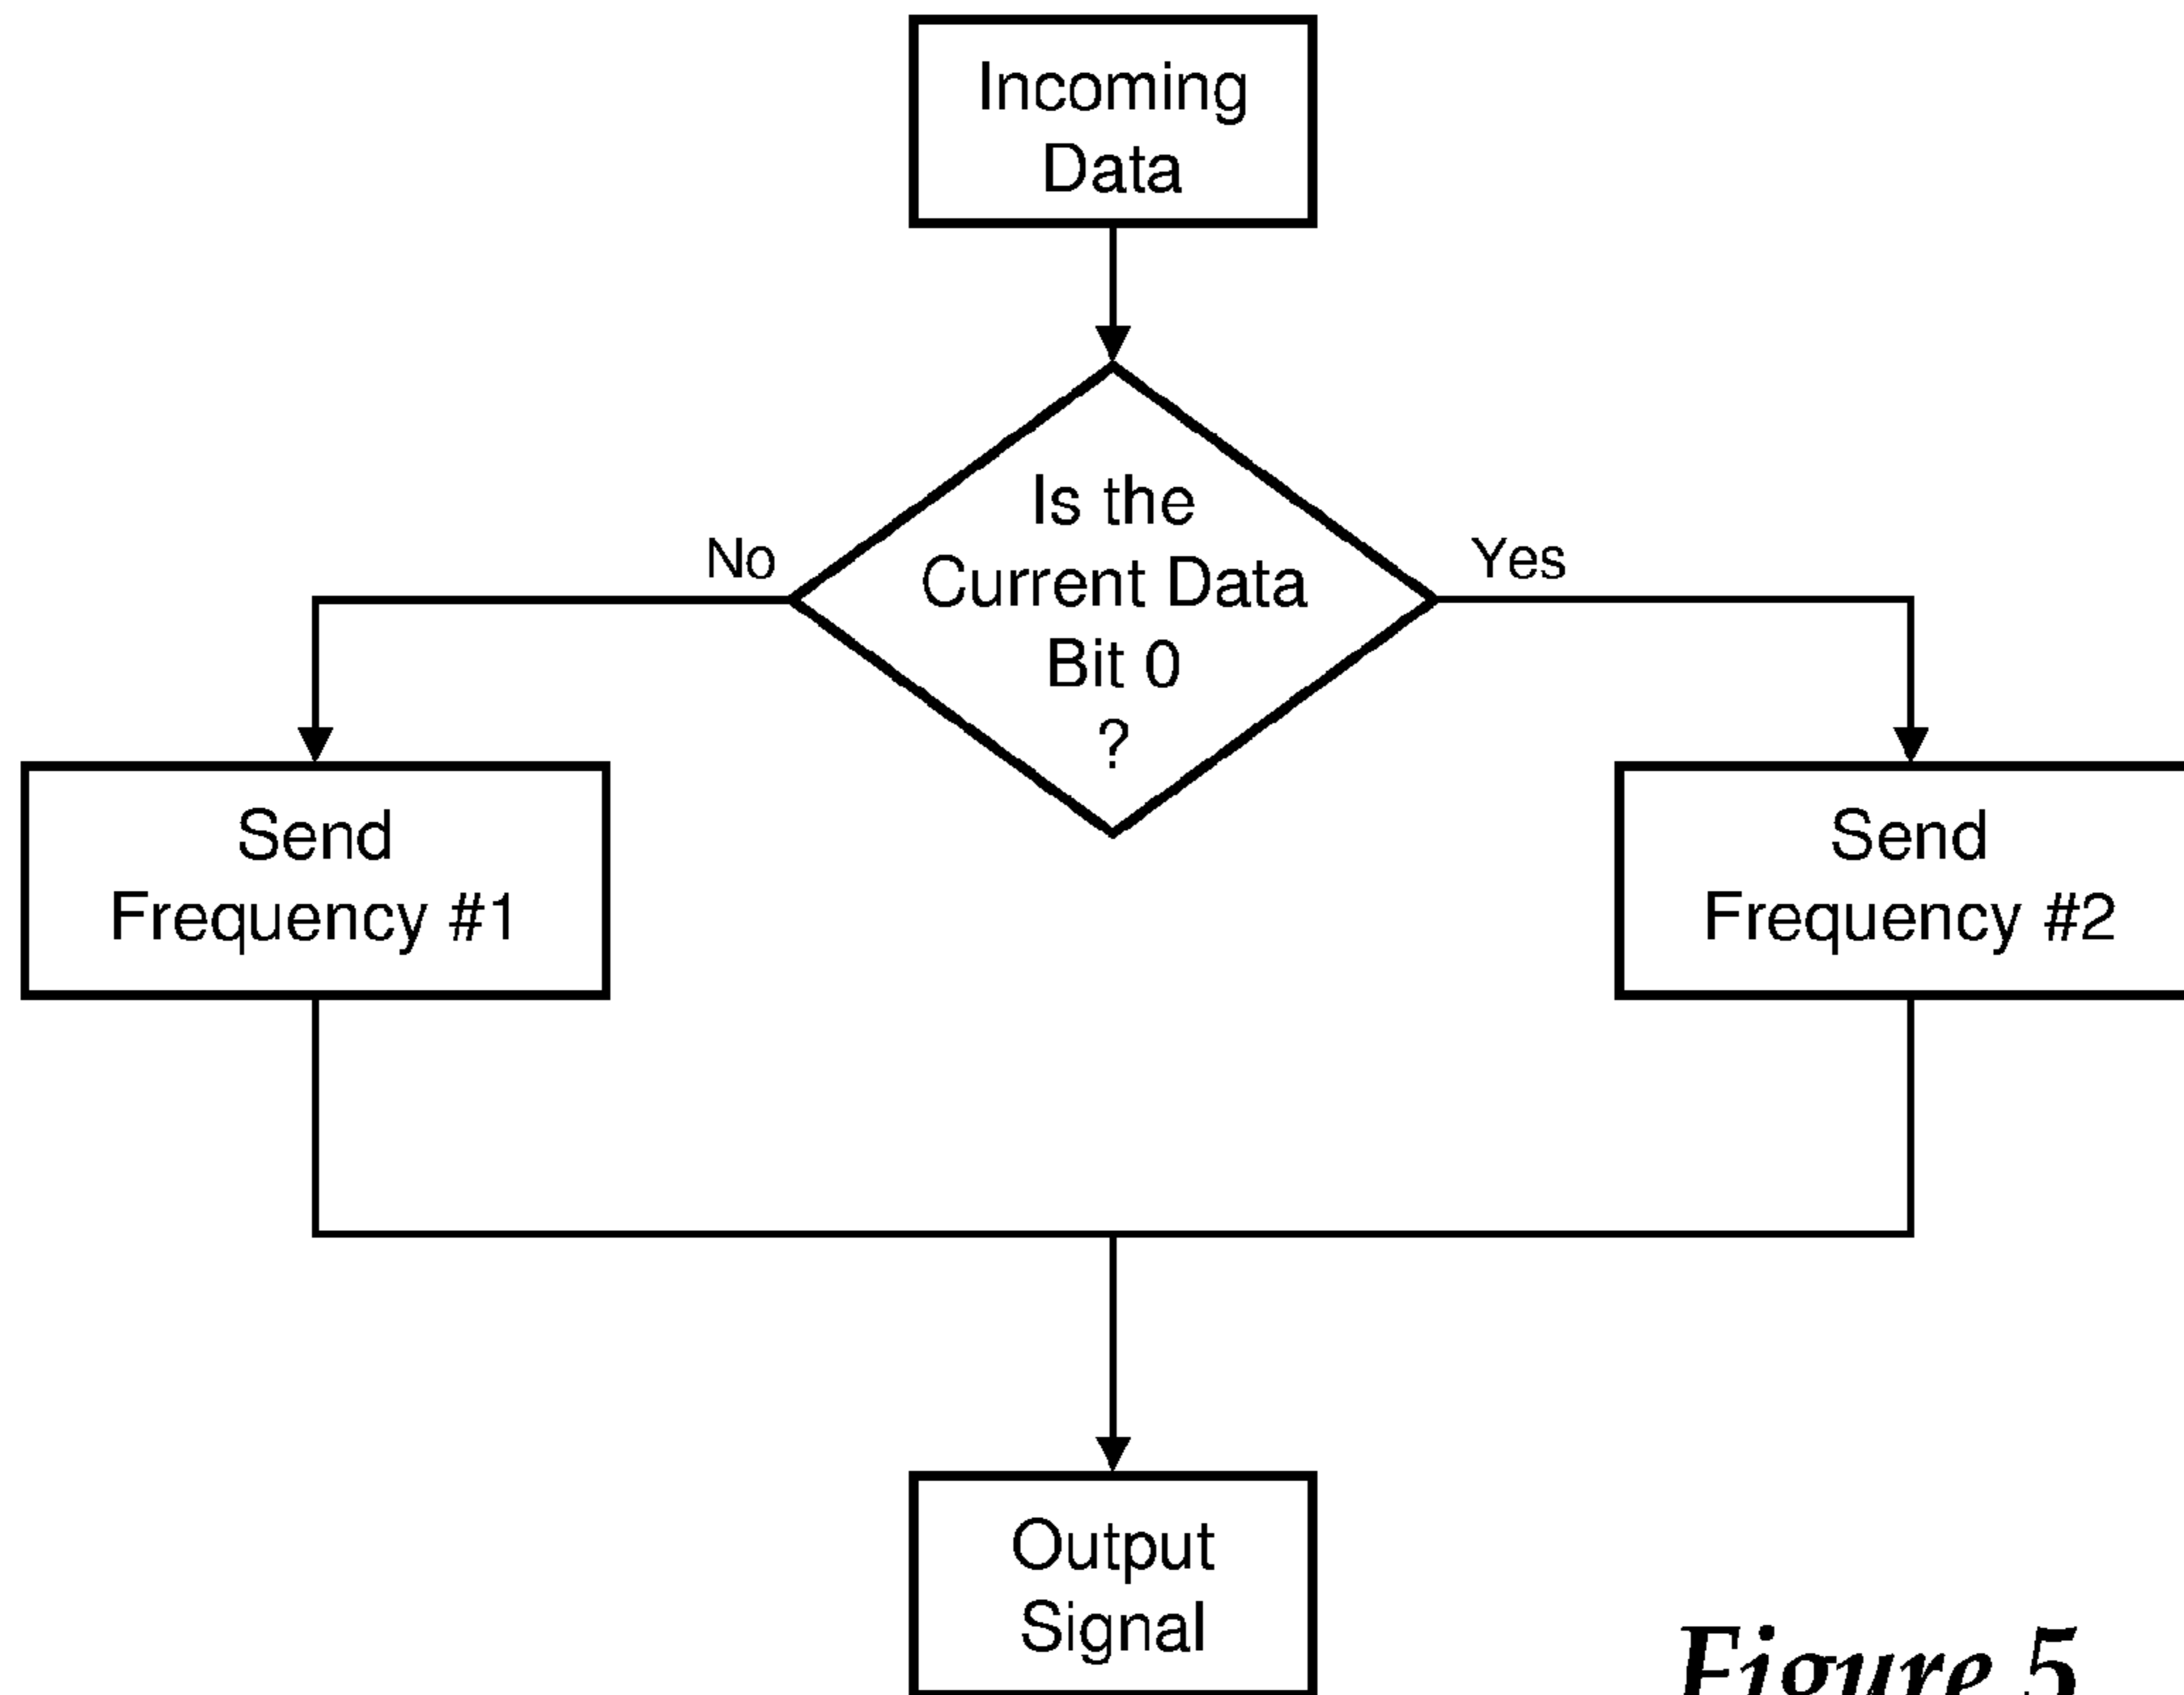 Incoming
Data
Is the
Current Data
Bit 0
?
No
Yes
Send
Frequency #1
Send
Frequency #2
Output
Signal
Figure 5